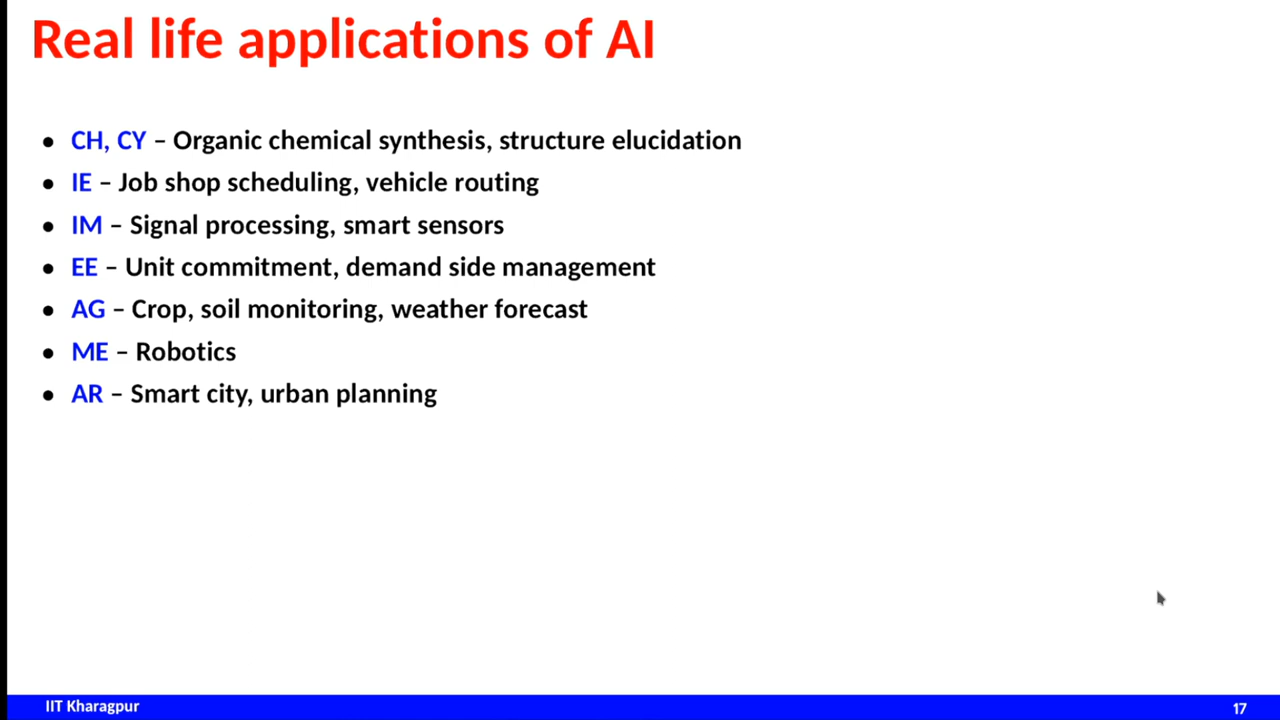 Real life applications of AI
• CH, CY – Organic chemical synthesis, structure elucidation
• IE – Job shop scheduling, vehicle routing
• IM – Signal processing, smart sensors
• EE – Unit commitment, demand side management
• AG – Crop, soil monitoring, weather forecast
• ME – Robotics
• AR – Smart city, urban planning
IIT Kharagpur
17